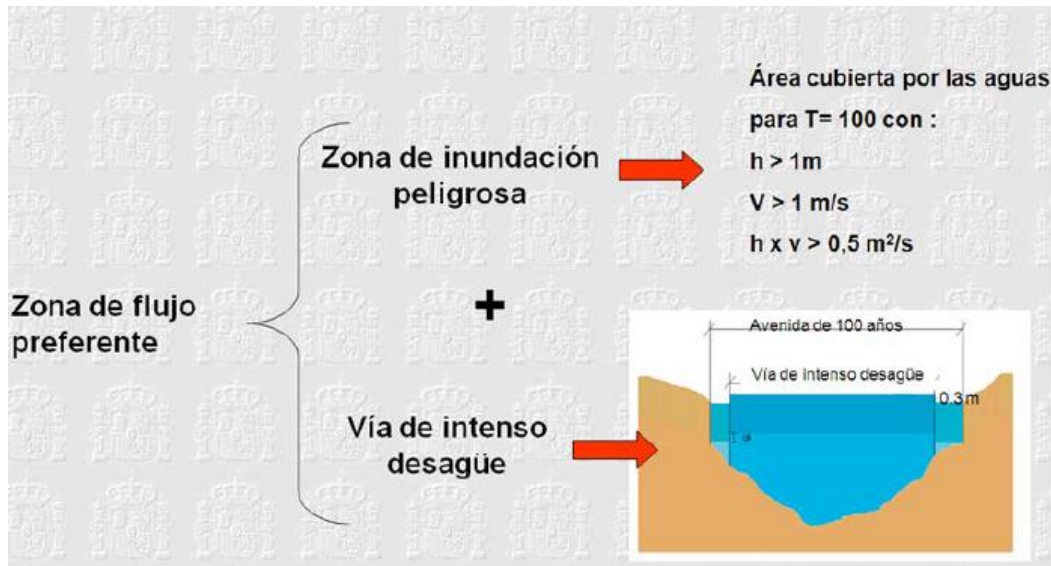 Zona de flujo
preferente
Zona de inundación
peligrosa
Área cubierta por las aguas
para T= 100 con :
h > 1m
V > 1 m/s
h x v > 0,5 m²/s
+
Vía de intenso
desagüe
Avenida de 100 años
Vía de intenso desagüe
0.3 m